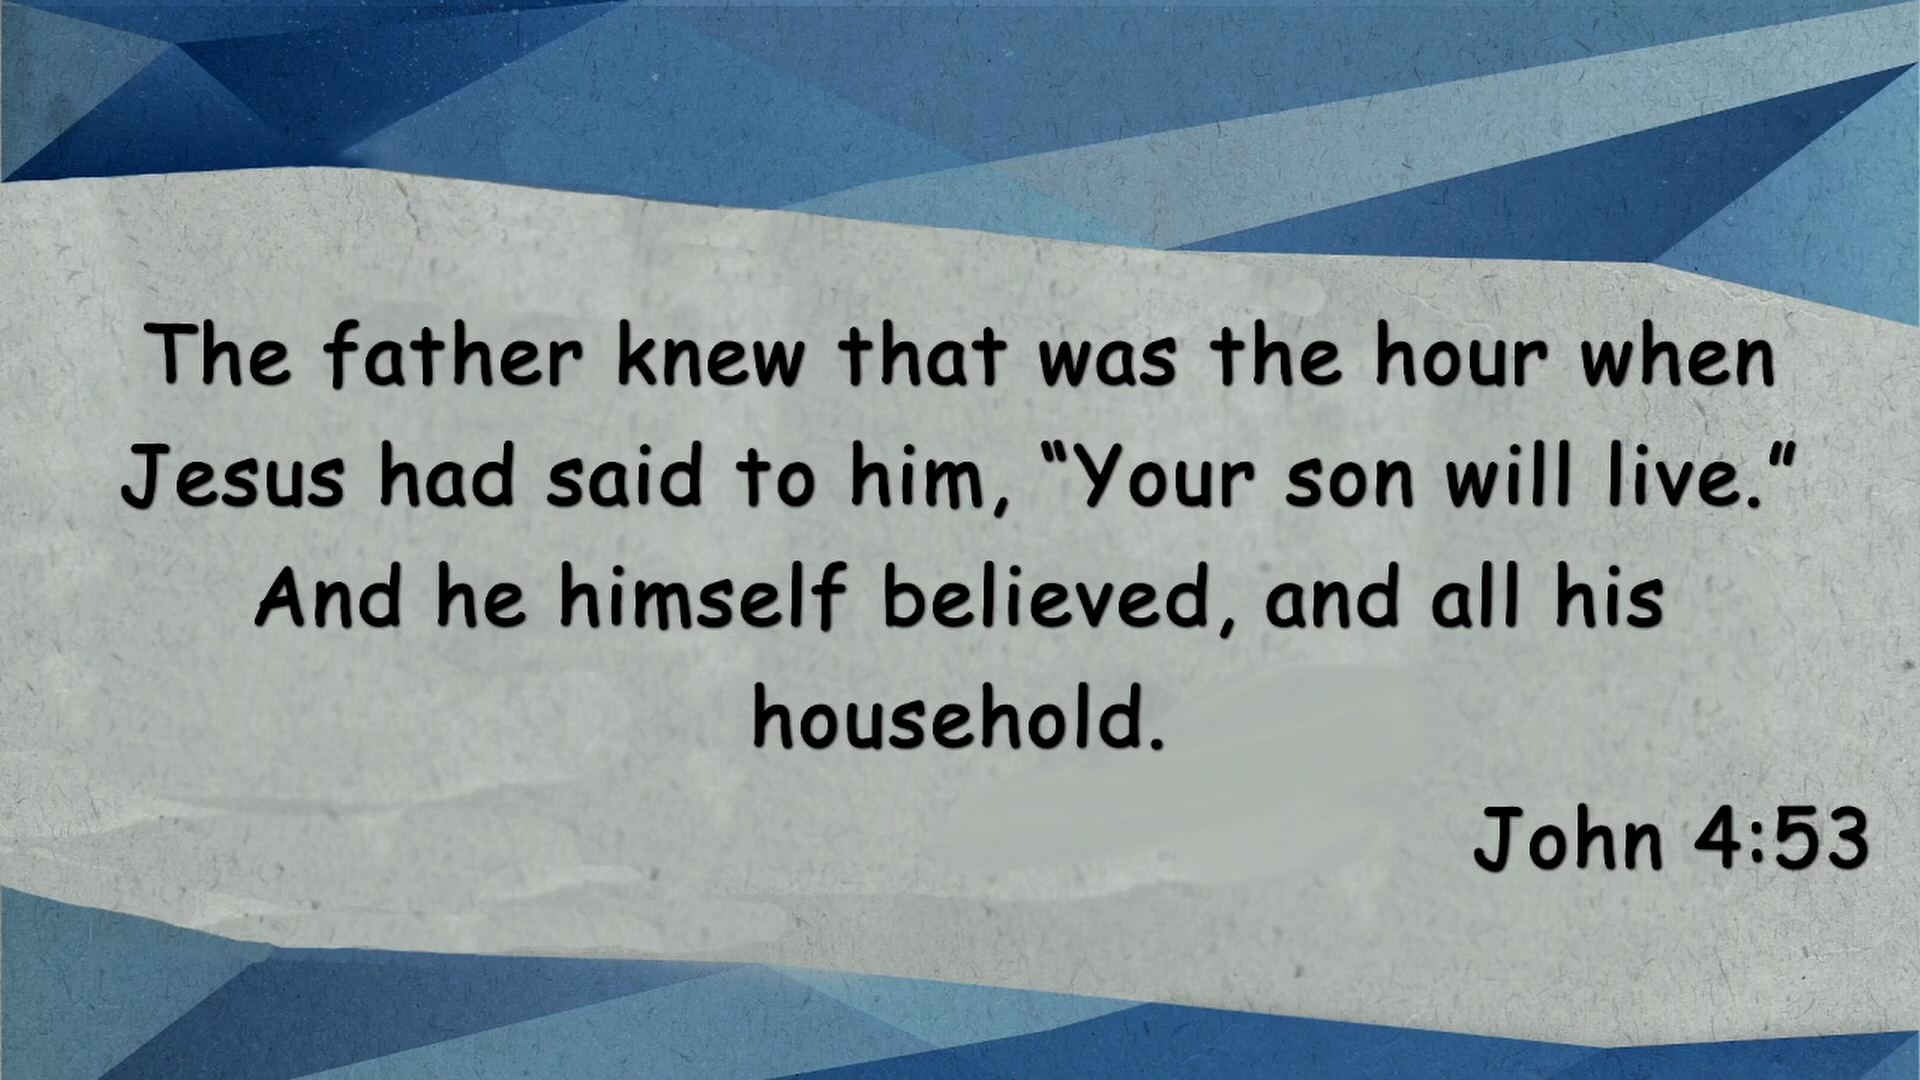 The father knew that was the hour when
Jesus had said to him, “Your son will live.”
And he himself believed, and all his
household.
John 4:53